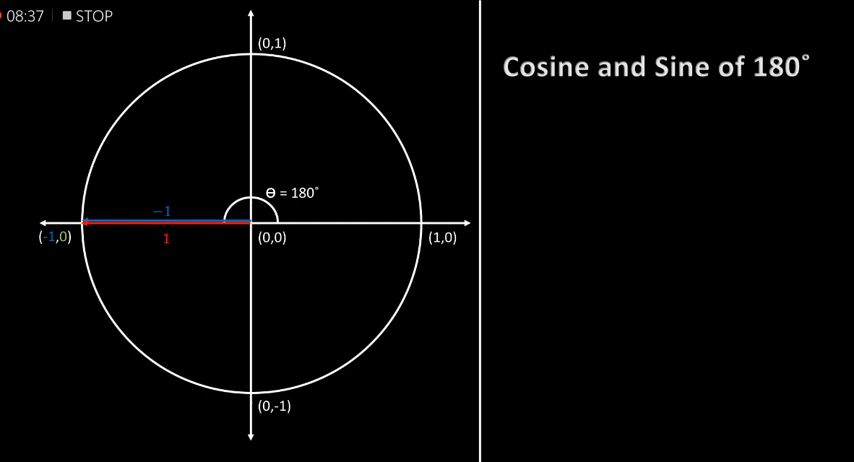 08:37 STOP
(0,1)
Cosine and Sine of 180°
ϴ = 180°
−1
(-1,0)
1
(0,0)
(1,0)
(0,-1)